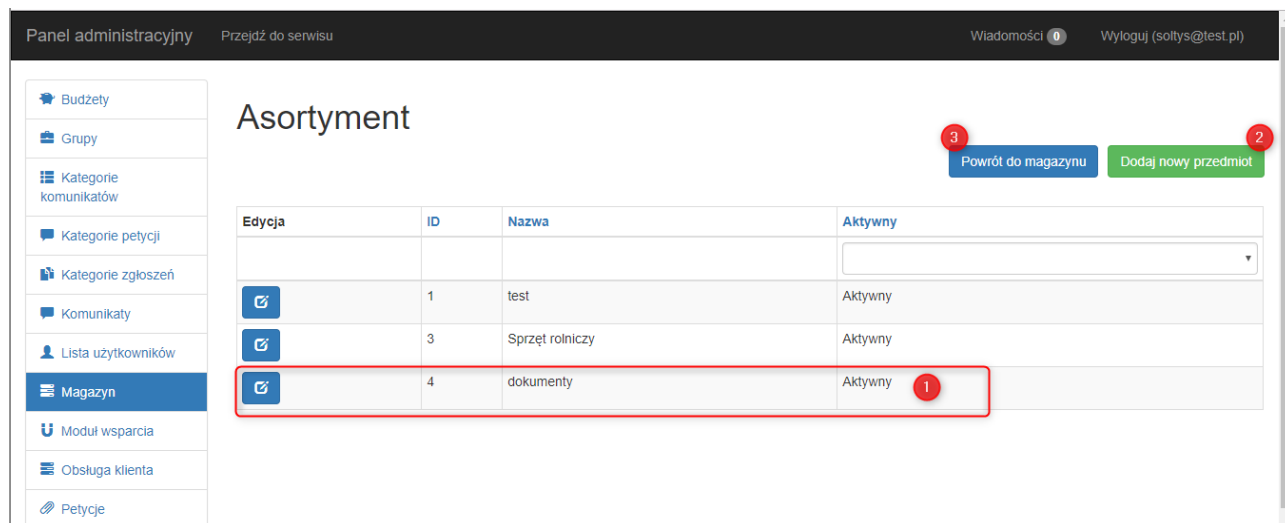 Panel administracyjny Przejdź do serwisu Wiadomości 0 Wyloguj (soltys@test.pl)
Budżety
Grupy
Kategorie
komunikatów
Kategorie petycji
Kategorie zgłoszeń
Komunikaty
Lista użytkowników
Magazyn
Moduł wsparcia
Obsługa klienta
Petycje
Asortyment
3 2
Powrót do magazynu Dodaj nowy przedmiot
Edycja ID Nazwa Aktywny
1 test Aktywny
3 Sprzęt rolniczy Aktywny
4 dokumenty Aktywny 1